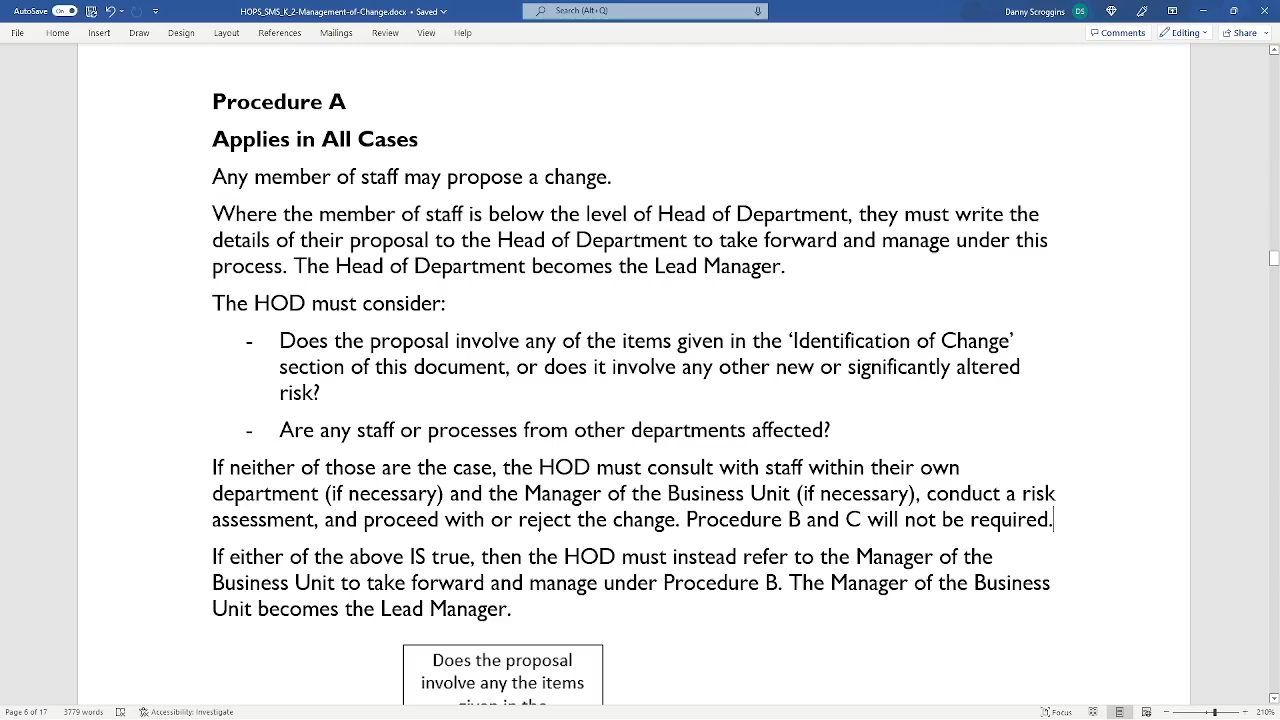 AutoSave On HOPS_SMS_K_2-Management-of-Change.docx • Saved Search (Alt+Q) Danny Scroggins DS
File Home Insert Draw Design Layout References Mailings Review View Help Comments Editing Share
Procedure A
Applies in All Cases
Any member of staff may propose a change.
Where the member of staff is below the level of Head of Department, they must write the
details of their proposal to the Head of Department to take forward and manage under this
process. The Head of Department becomes the Lead Manager.
The HOD must consider:
- Does the proposal involve any of the items given in the ‘Identification of Change’
section of this document, or does it involve any other new or significantly altered
risk?
- Are any staff or processes from other departments affected?
If neither of those are the case, the HOD must consult with staff within their own
department (if necessary) and the Manager of the Business Unit (if necessary), conduct a risk
assessment, and proceed with or reject the change. Procedure B and C will not be required.
If either of the above IS true, then the HOD must instead refer to the Manager of the
Business Unit to take forward and manage under Procedure B. The Manager of the Business
Unit becomes the Lead Manager.
Does the proposal
involve any the items
given in the
Page 6 of 17 3779 words Accessibility: Investigate Focus 210%